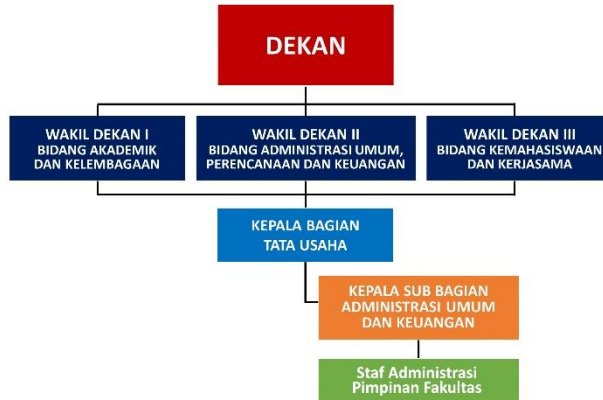 DEKAN
WAKIL DEKAN I
BIDANG AKADEMIK
DAN KELEMBAGAAN
WAKIL DEKAN II
BIDANG ADMINISTRASI UMUM,
PERENCANAAN DAN KEUANGAN
WAKIL DEKAN III
BIDANG KEMAHASISWAAN
DAN KERJASAMA
KEPALA BAGIAN
TATA USAHA
KEPALA SUB BAGIAN
ADMINISTRASI UMUM
DAN KEUANGAN
Staf Administrasi
Pimpinan Fakultas